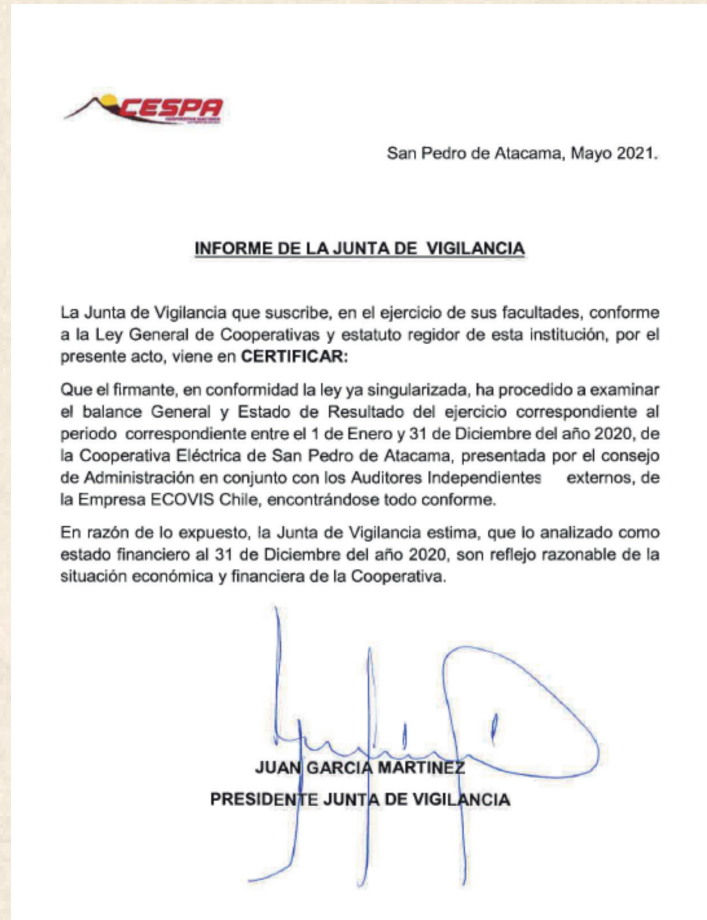 CESPA
San Pedro de Atacama, Mayo 2021.
INFORME DE LA JUNTA DE VIGILANCIA
La Junta de Vigilancia que suscribe, en el ejercicio de sus facultades, conforme
a la Ley General de Cooperativas y estatuto regidor de esta institución, por el
presente acto, viene en CERTIFICAR:
Que el firmante, en conformidad la ley ya singularizada, ha procedido a examinar
el balance General y Estado de Resultado del ejercicio correspondiente al
periodo correspondiente entre el 1 de Enero y 31 de Diciembre del año 2020, de
la Cooperativa Eléctrica de San Pedro de Atacama, presentada por el consejo
de Administración en conjunto con los Auditores Independientes externos, de
la Empresa ECOVIS Chile, encontrándose todo conforme.
En razón de lo expuesto, la Junta de Vigilancia estima, que lo analizado como
estado financiero al 31 de Diciembre del año 2020, son reflejo razonable de la
situación económica y financiera de la Cooperativa.
JUAN GARCIA MARTINEZ
PRESIDENTE JUNTA DE VIGILANCIA